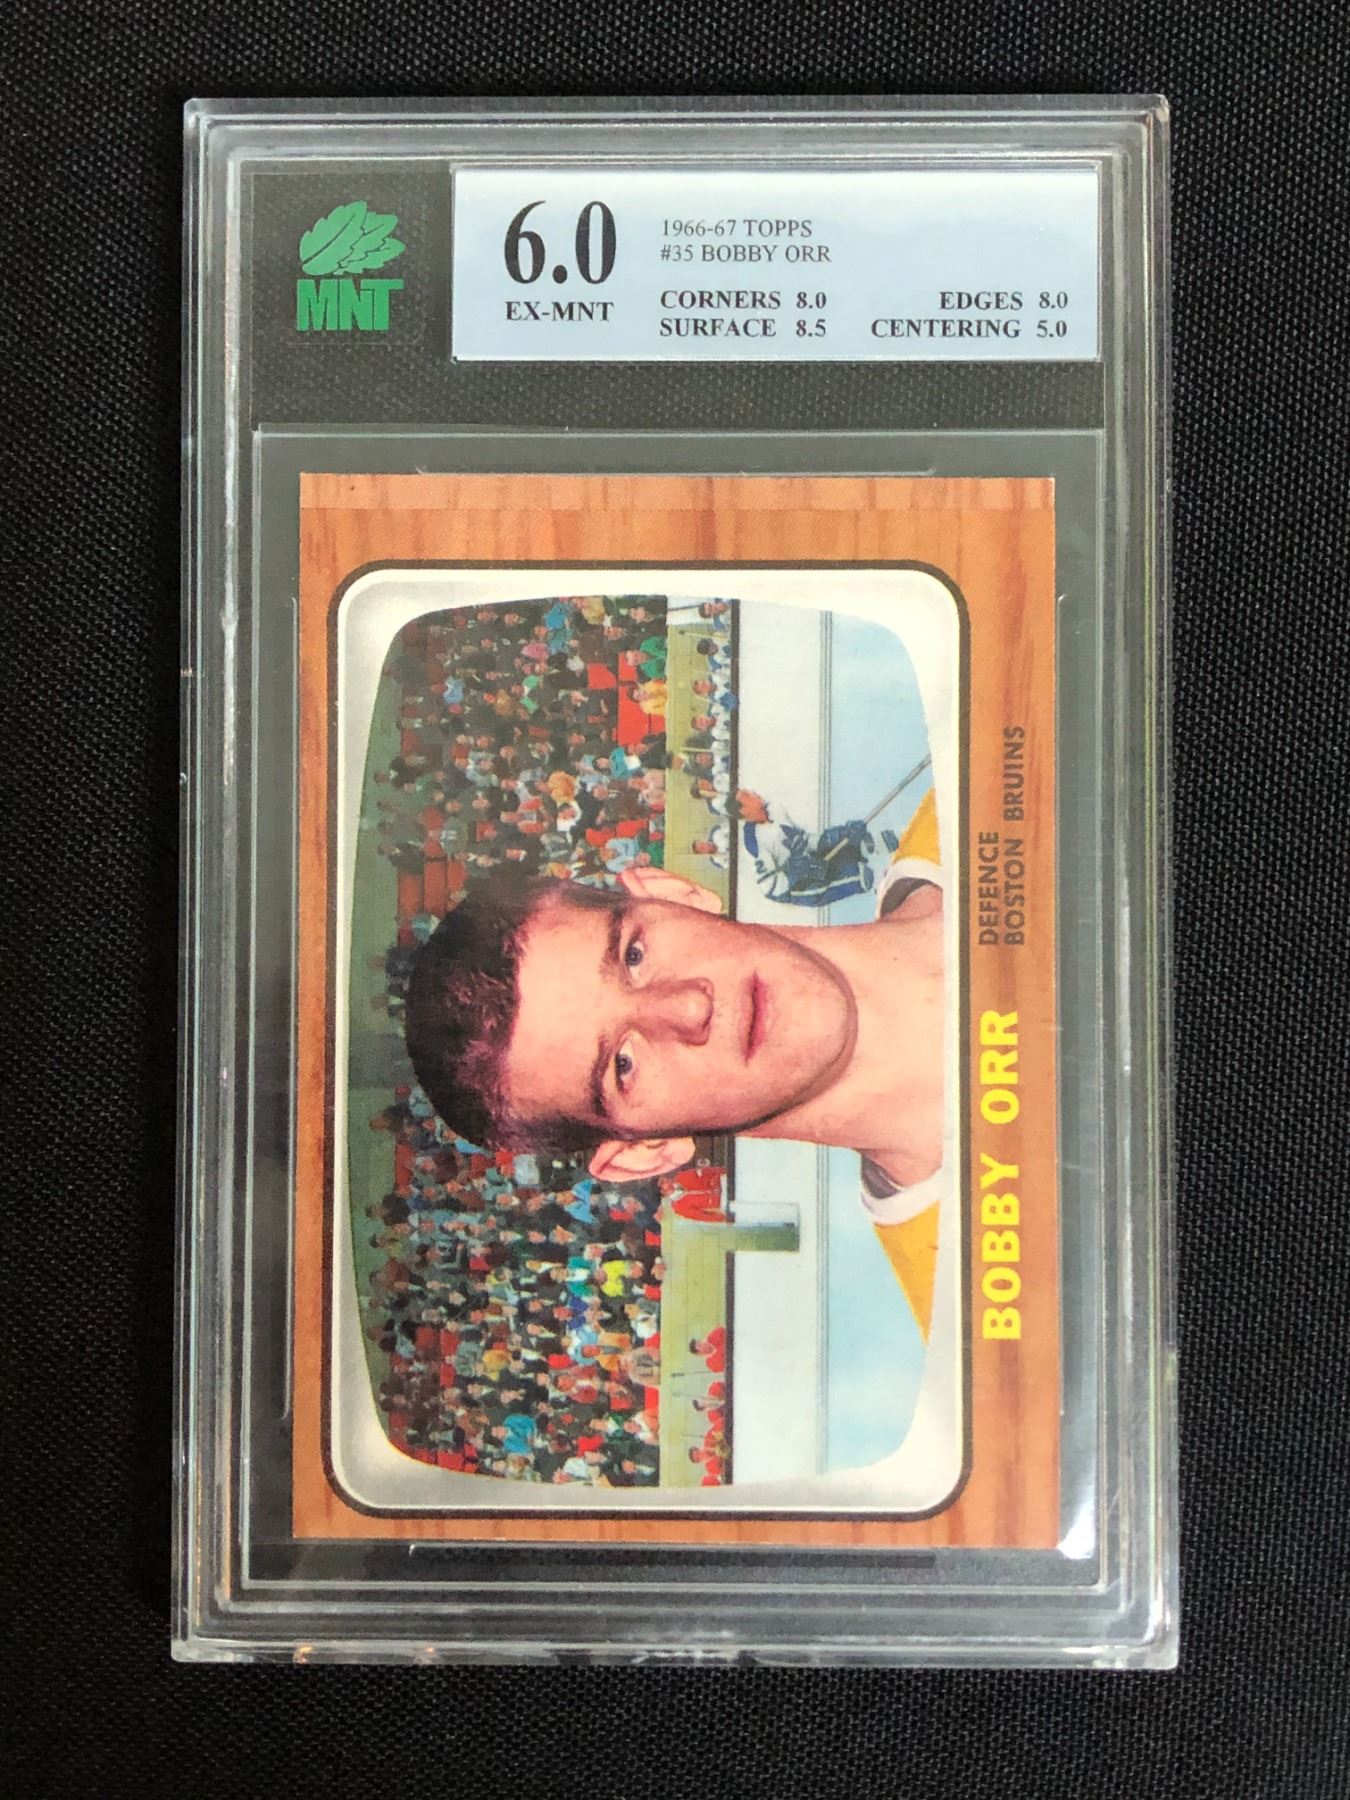 MNT
6.0
EX-MNT
1966-67 TOPPS
#35 BOBBY ORR
CORNERS 8.0
EDGES 8.0
SURFACE 8.5
CENTERING 5.0
BOBBY ORR
DEFENCE
BOSTON BRUINS